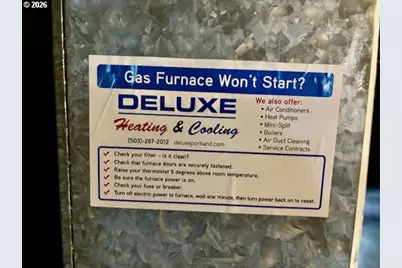 © 2026
Gas Furnace Won't Start?
DELUXE
Heating & Cooling
(503)-287-2012 deluxeportland.com
We also offer:
• Air Conditioners
• Heat Pumps
• Mini-Split
• Boilers
• Air Duct Cleaning
• Service Contracts
✓ Check your filter – is it clean?
✓ Check that furnace doors are securely fastened.
✓ Raise your thermostat 5 degrees above room temperature.
✓ Be sure the furnace power is on.
✓ Check your fuse or breaker.
✓ Turn off electric power to furnace, wait one minute, then turn power back on to reset.